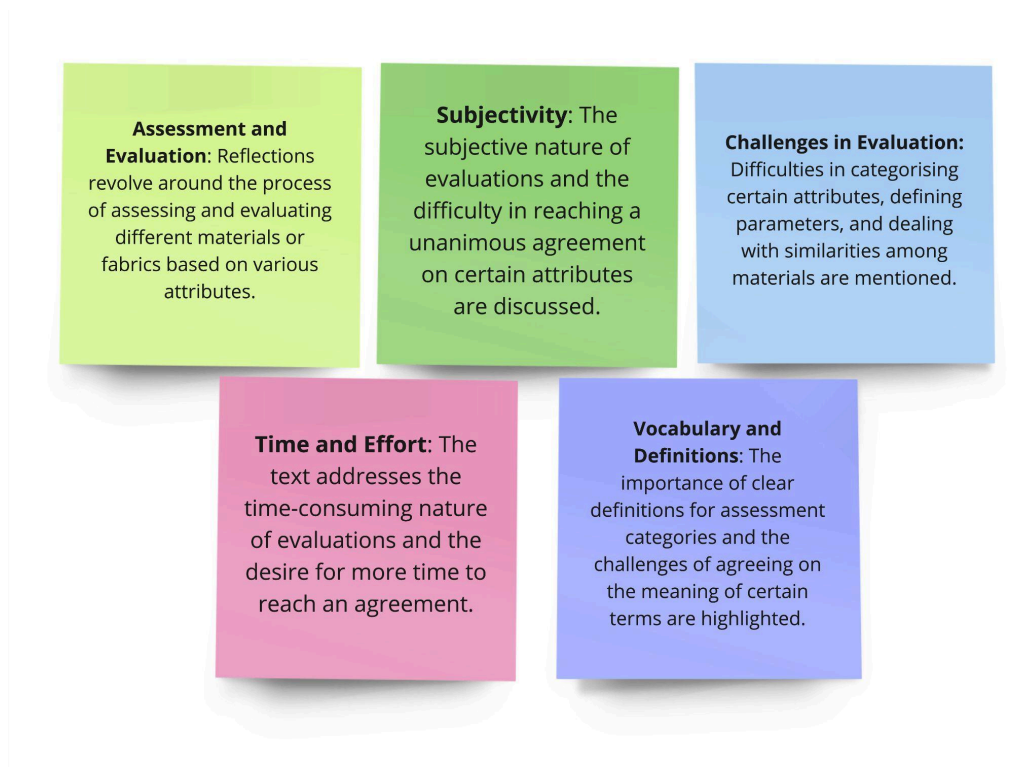 Assessment and
Evaluation: Reflections
revolve around the process
of assessing and evaluating
different materials or
fabrics based on various
attributes.
Subjectivity: The
subjective nature of
evaluations and the
difficulty in reaching a
unanimous agreement
on certain attributes
are discussed.
Challenges in Evaluation:
Difficulties in categorising
certain attributes, defining
parameters, and dealing
with similarities among
materials are mentioned.
Time and Effort: The
text addresses the
time-consuming nature
of evaluations and the
desire for more time to
reach an agreement.
Vocabulary and
Definitions: The
importance of clear
definitions for assessment
categories and the
challenges of agreeing on
the meaning of certain
terms are highlighted.